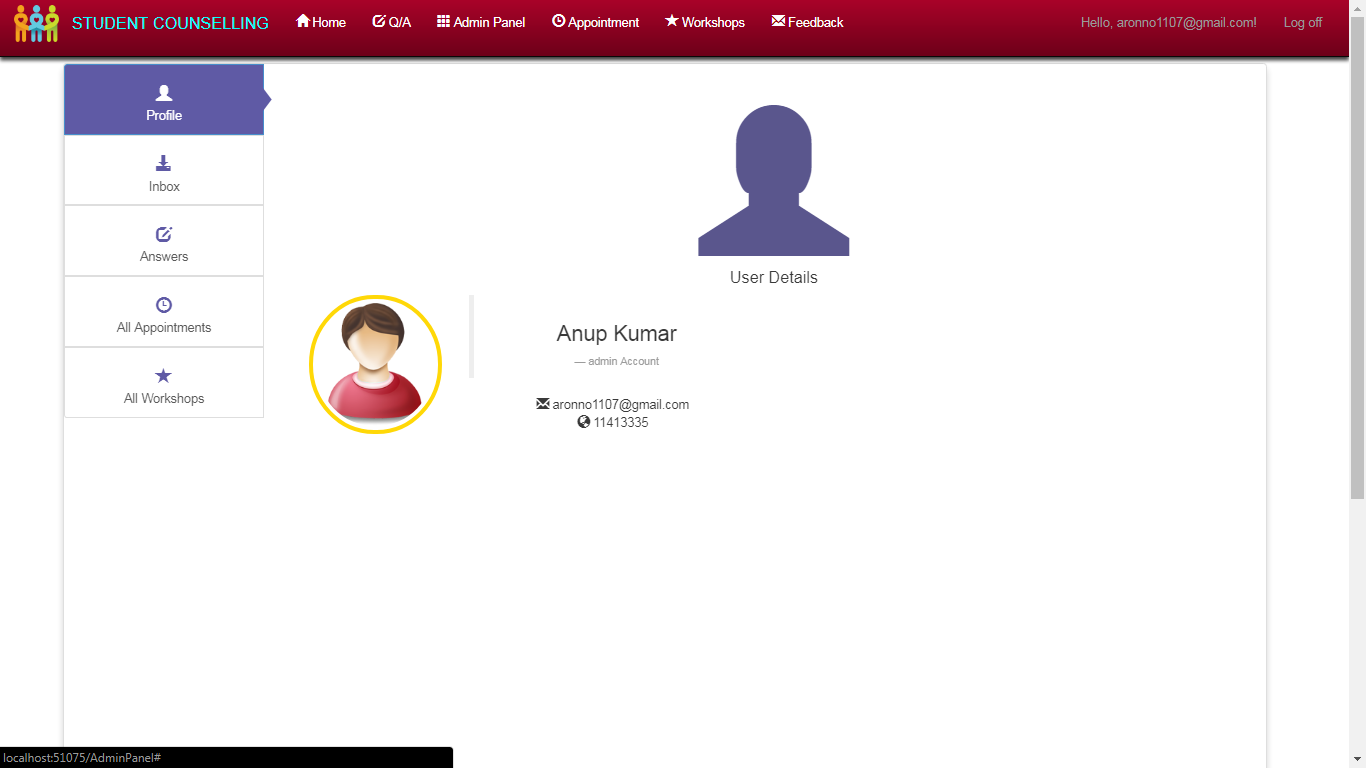 STUDENT COUNSELLING Home Q/A Admin Panel Appointment Workshops Feedback Hello, aronno1107@gmail.com! Log off
Profile
Inbox
Answers
All Appointments
All Workshops
User Details
Anup Kumar
— admin Account
aronno1107@gmail.com
11413335
localhost:51075/AdminPanel#